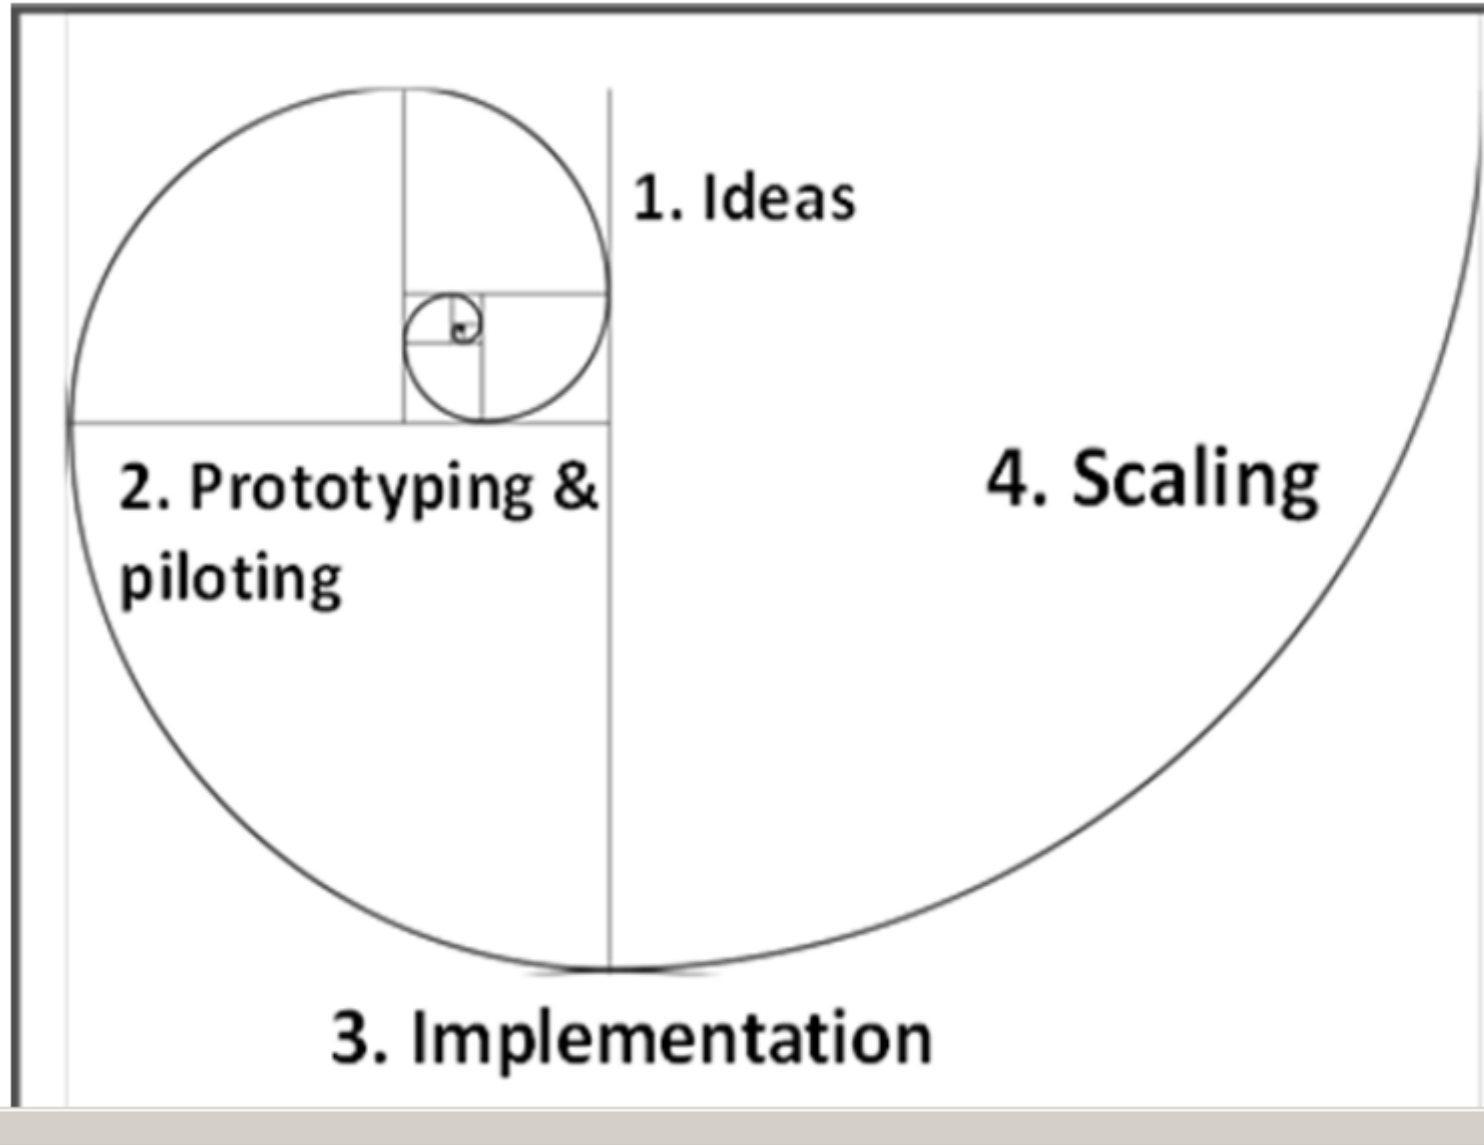 1. Ideas
2. Prototyping &
piloting
4. Scaling
3. Implementation